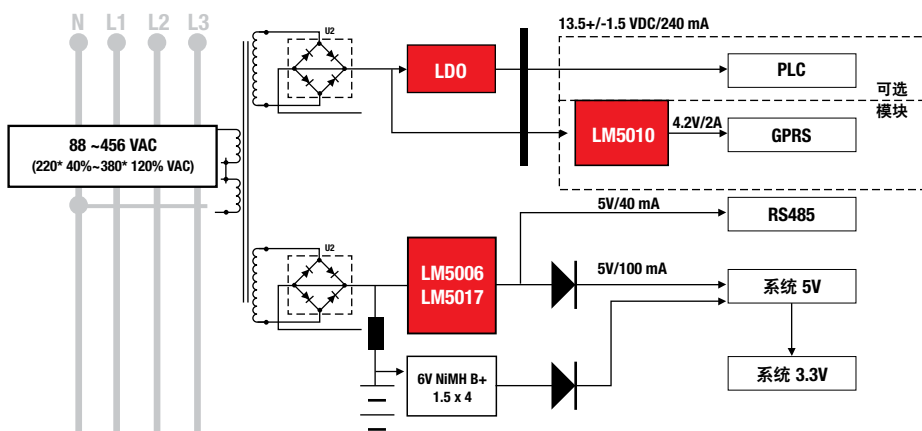 N L1 L2 L3
U2
13.5+/-1.5 VDC/240 mA
LDO
PLC
可选
模块
88 ~456 VAC
(220* 40%~380* 120% VAC)
LM5010
4.2V/2A
GPRS
5V/40 mA
RS485
U2
LM5006
LM5017
5V/100 mA
系统 5V
6V NiMH B+
1.5 x 4
系统 3.3V